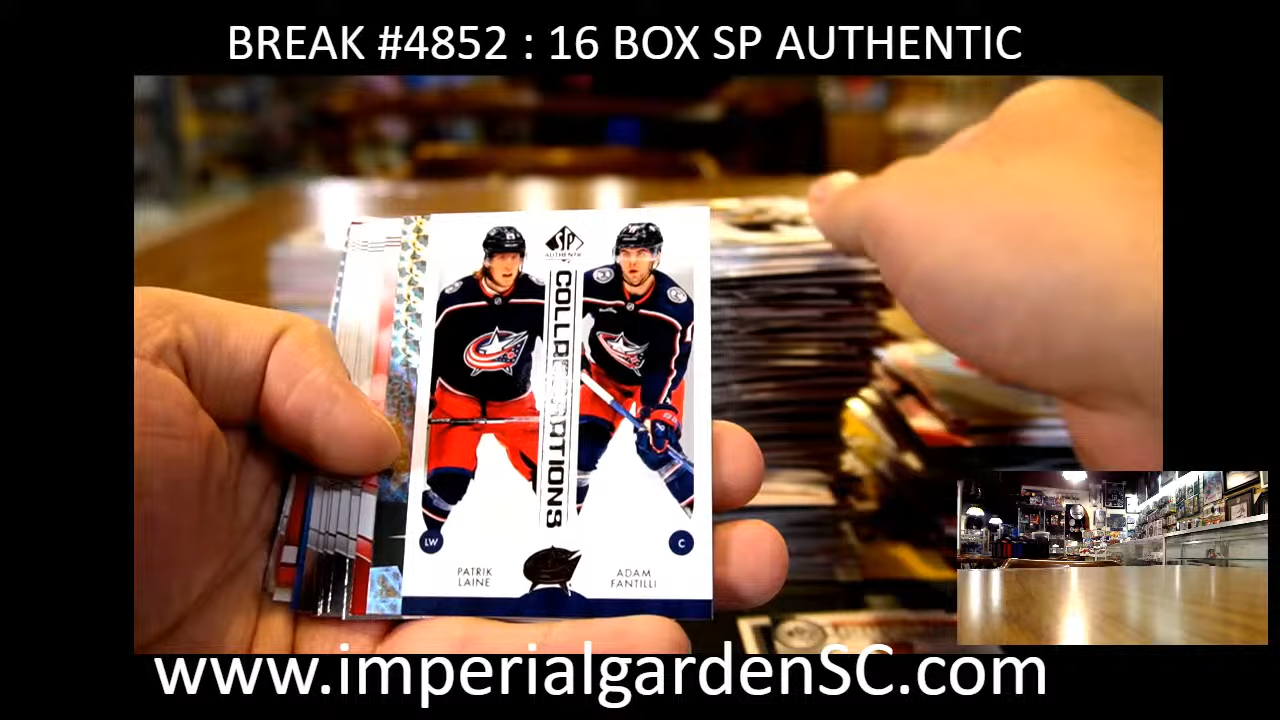 BREAK #4852 : 16 BOX SP AUTHENTIC
SP
AUTHENTIC
COLLABORATIONS
LW
C
PATRIK
LAINE
ADAM
FANTILLI
www.imperialgardenSC.com